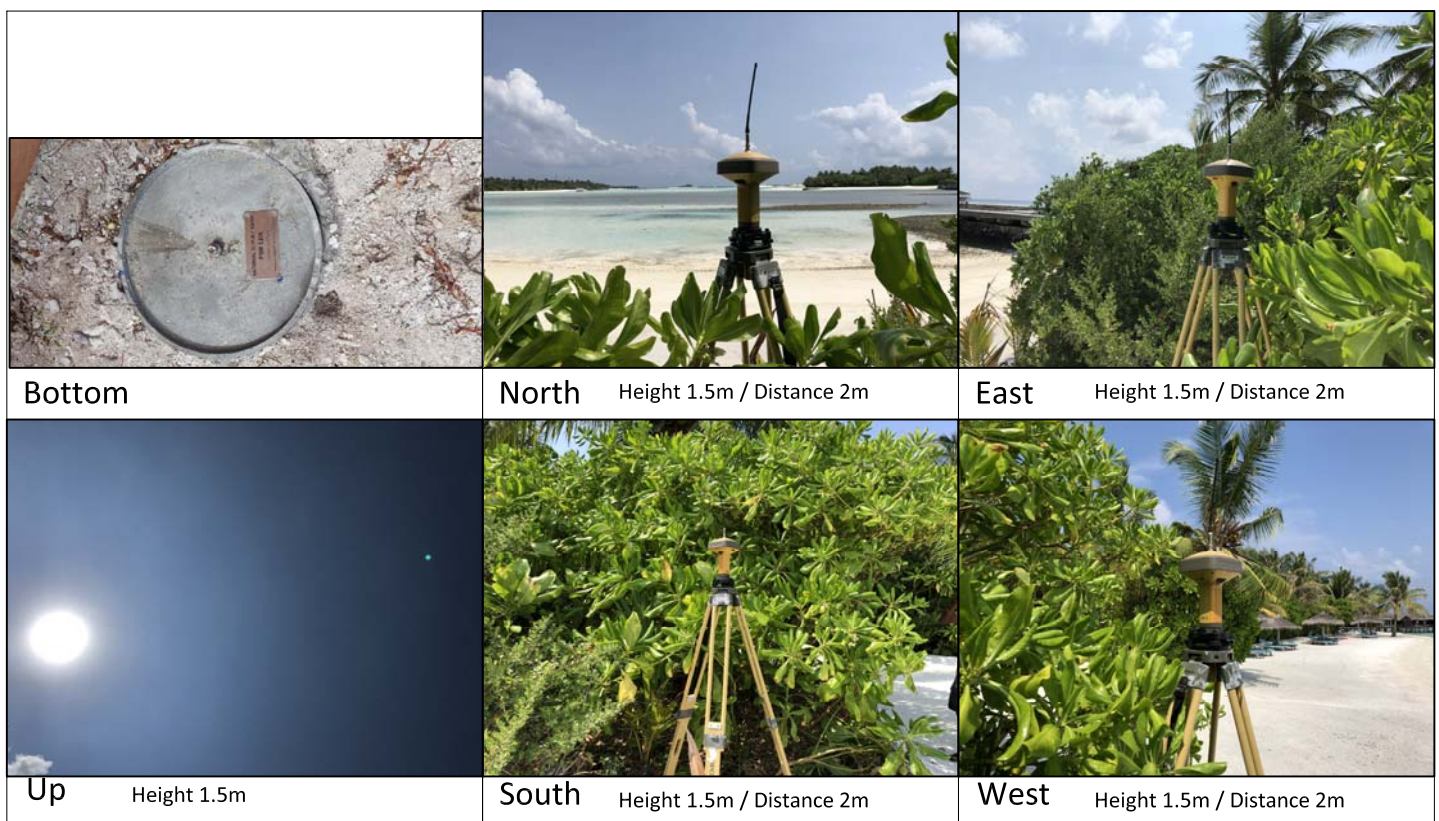 Bottom
North Height 1.5m / Distance 2m
East Height 1.5m / Distance 2m
Up Height 1.5m
South Height 1.5m / Distance 2m
West Height 1.5m / Distance 2m